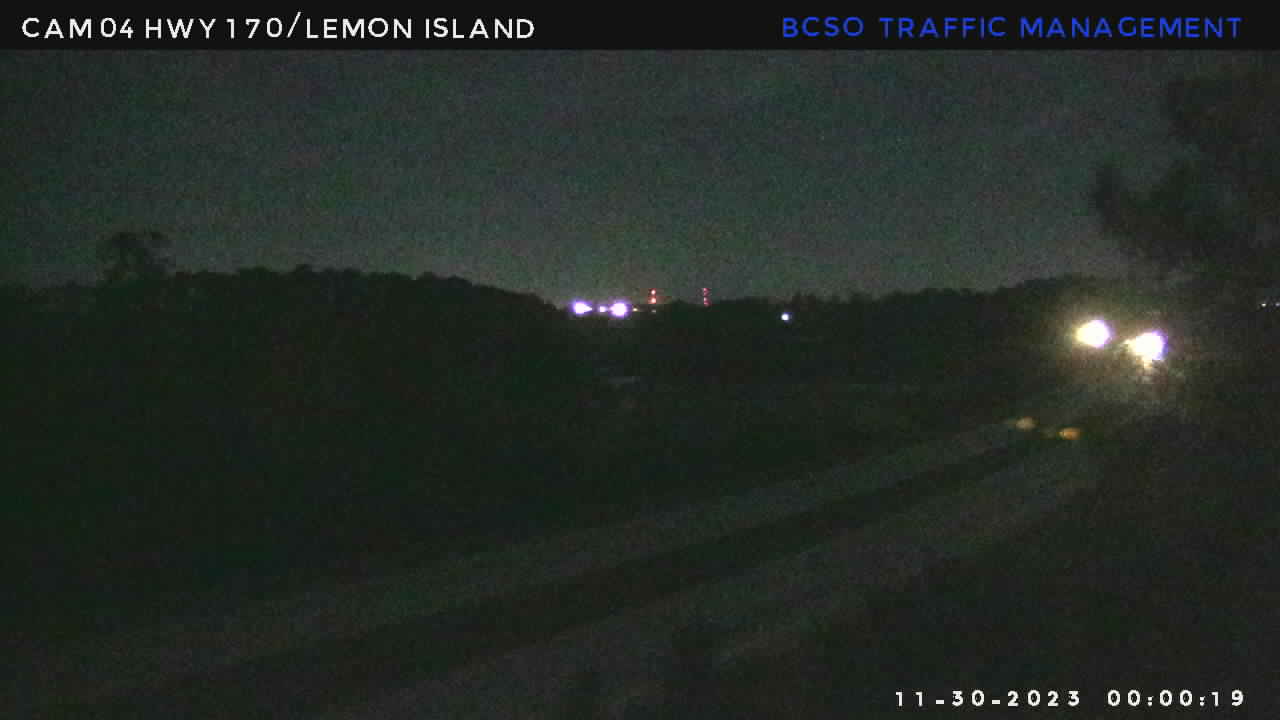 CAM04 HWY 170/LEMON ISLAND
BCSO TRAFFIC MANAGEMENT
11-30-2023 00:00:19